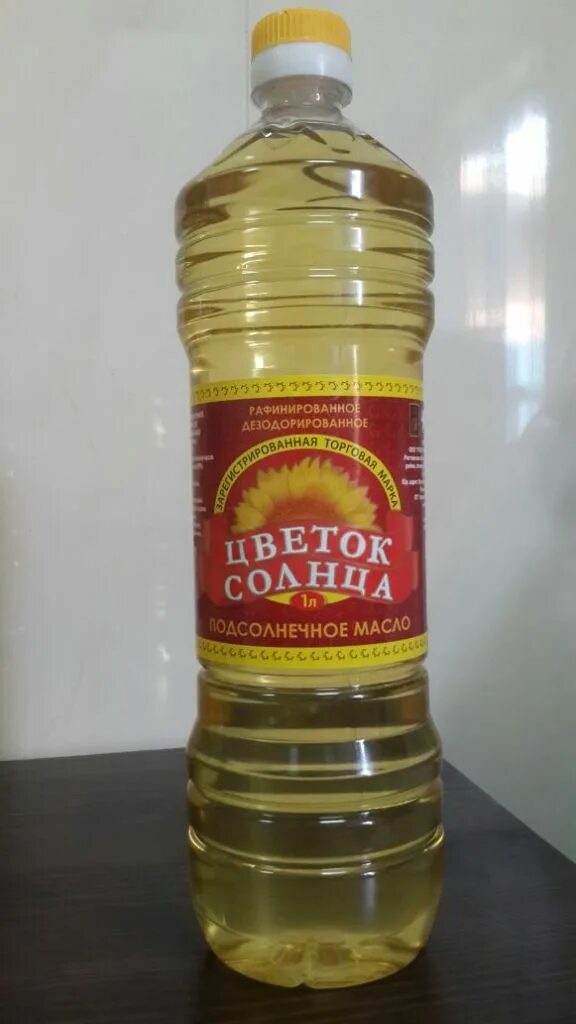 РАФИНИРОВАННОЕ
ДЕЗОДОРИРОВАННОЕ
ЗАРЕГИСТРИРОВАННАЯ ТОРГОВАЯ МАРКА
ЦВЕТОК
СОЛНЦА
1л
ПОДСОЛНЕЧНОЕ МАСЛО